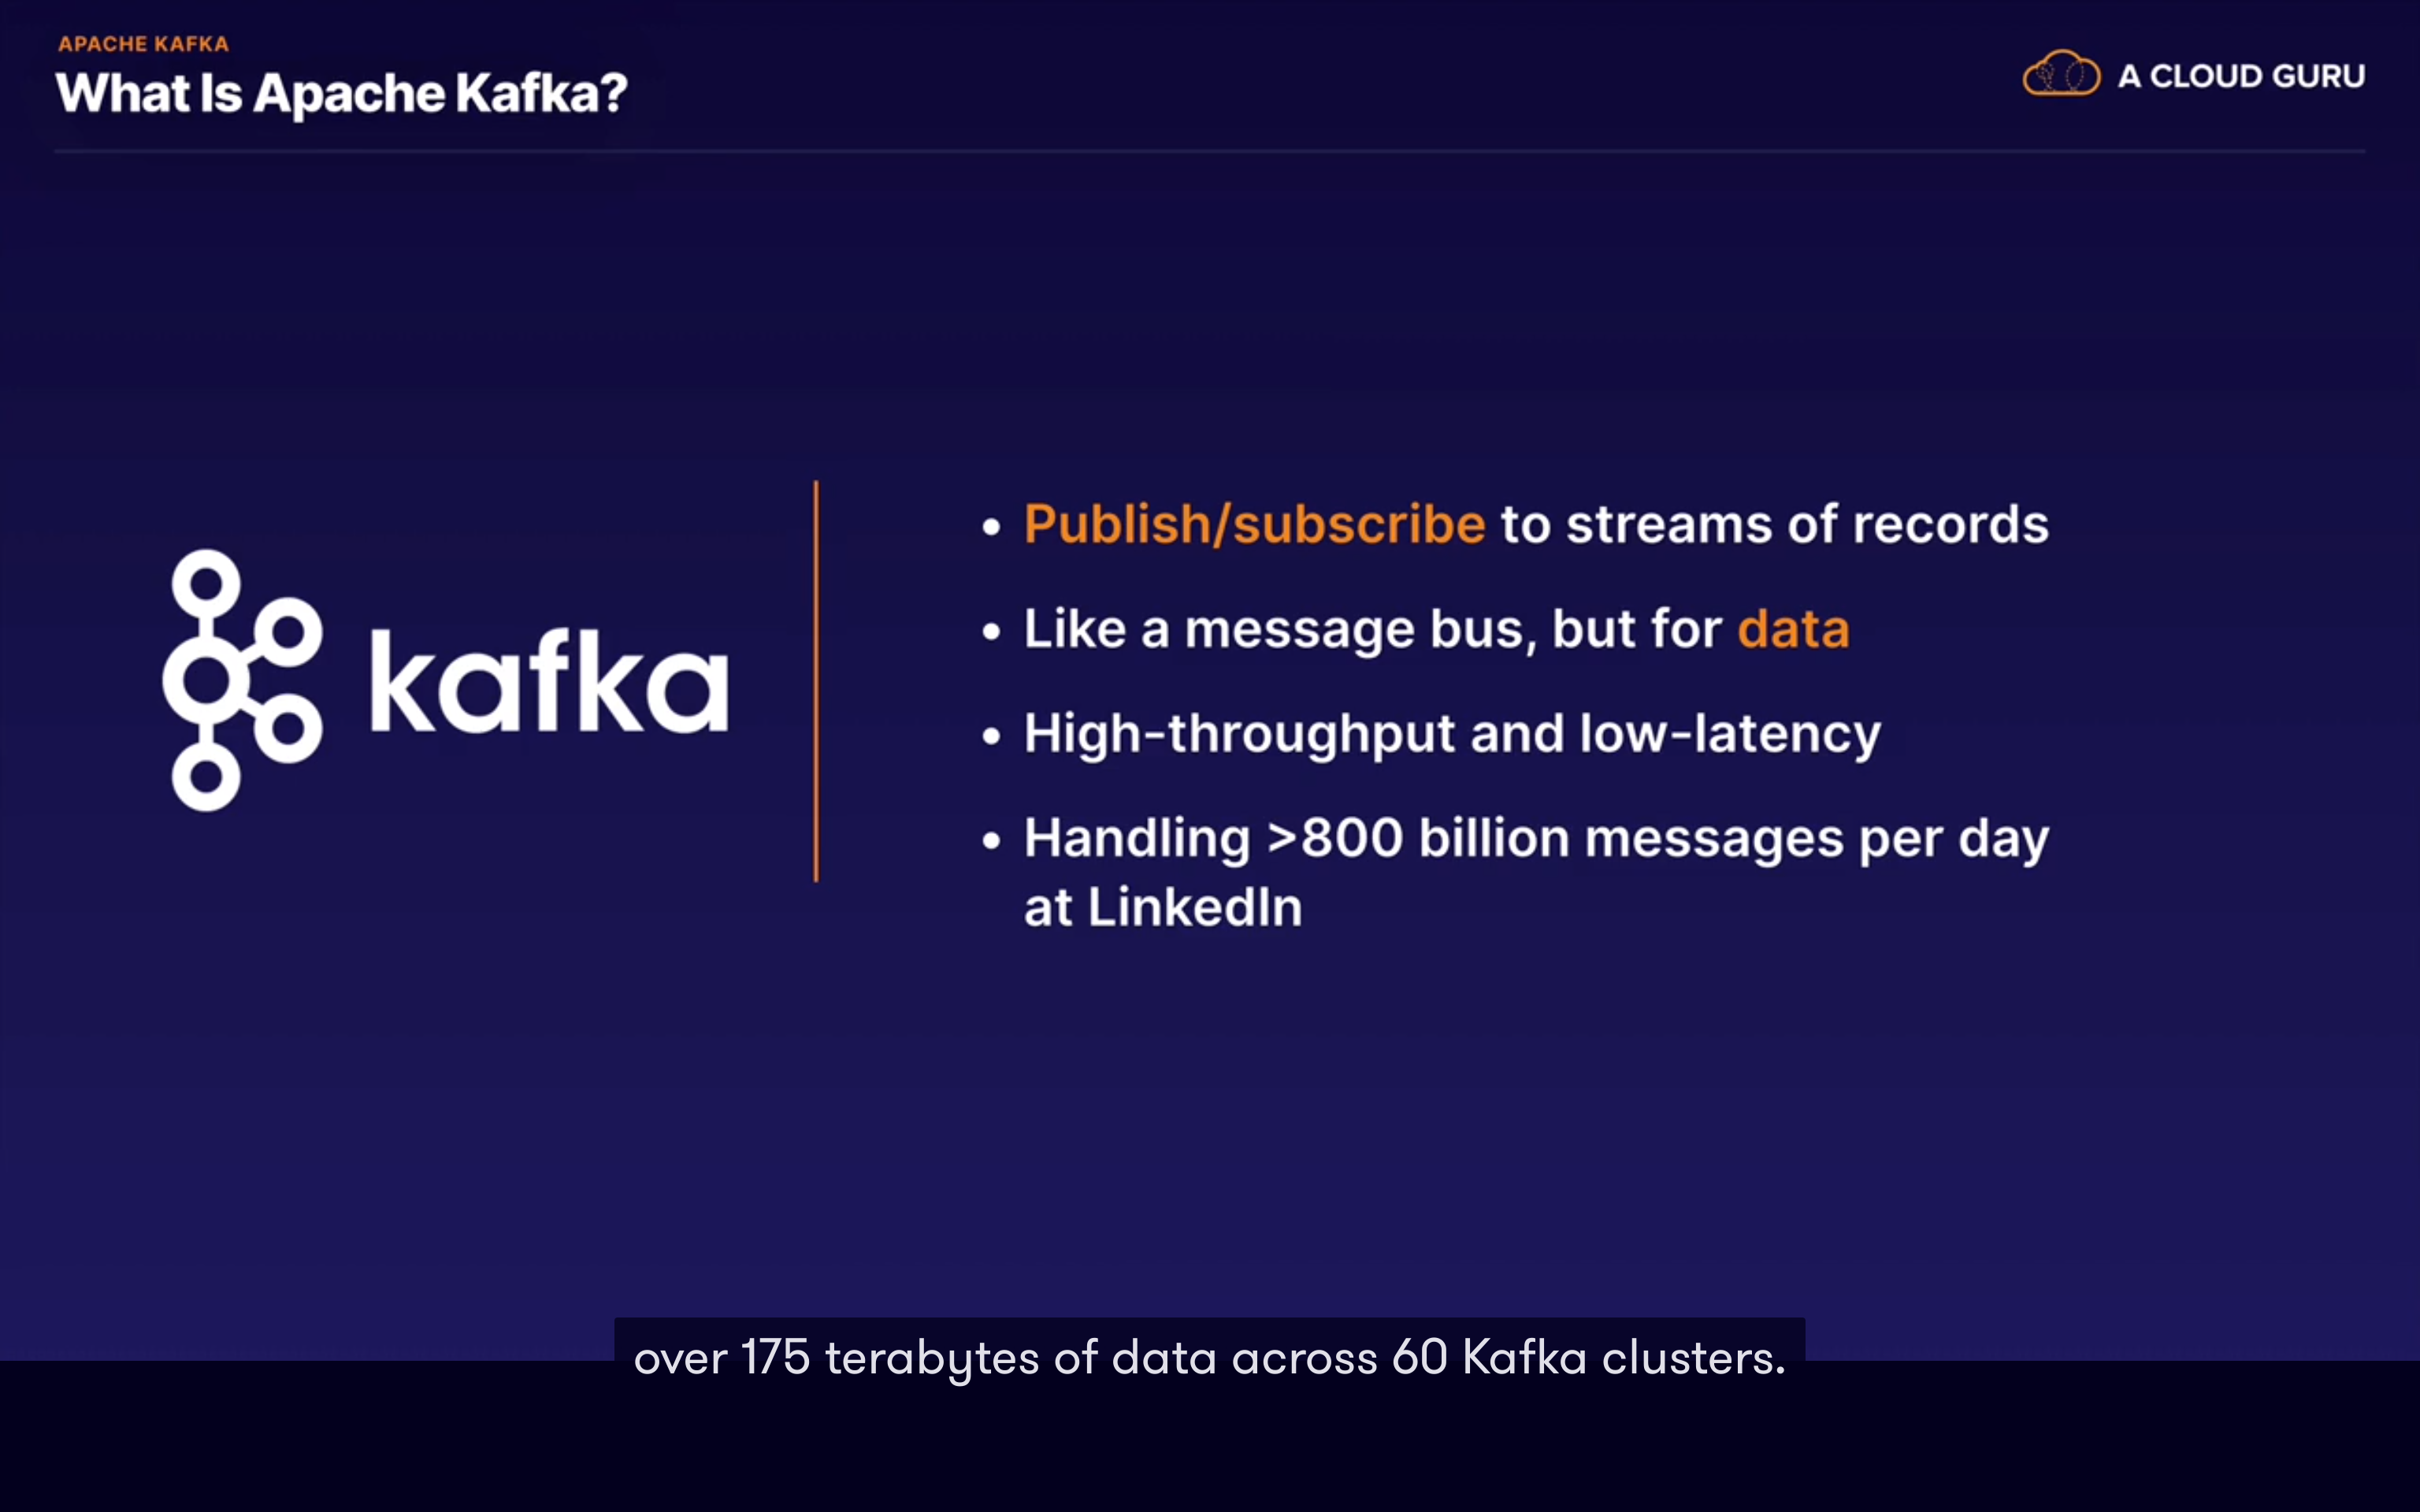 APACHE KAFKA
What Is Apache Kafka?
A CLOUD GURU
kafka
• Publish/subscribe to streams of records
• Like a message bus, but for data
• High-throughput and low-latency
• Handling >800 billion messages per day
at LinkedIn
over 175 terabytes of data across 60 Kafka clusters.